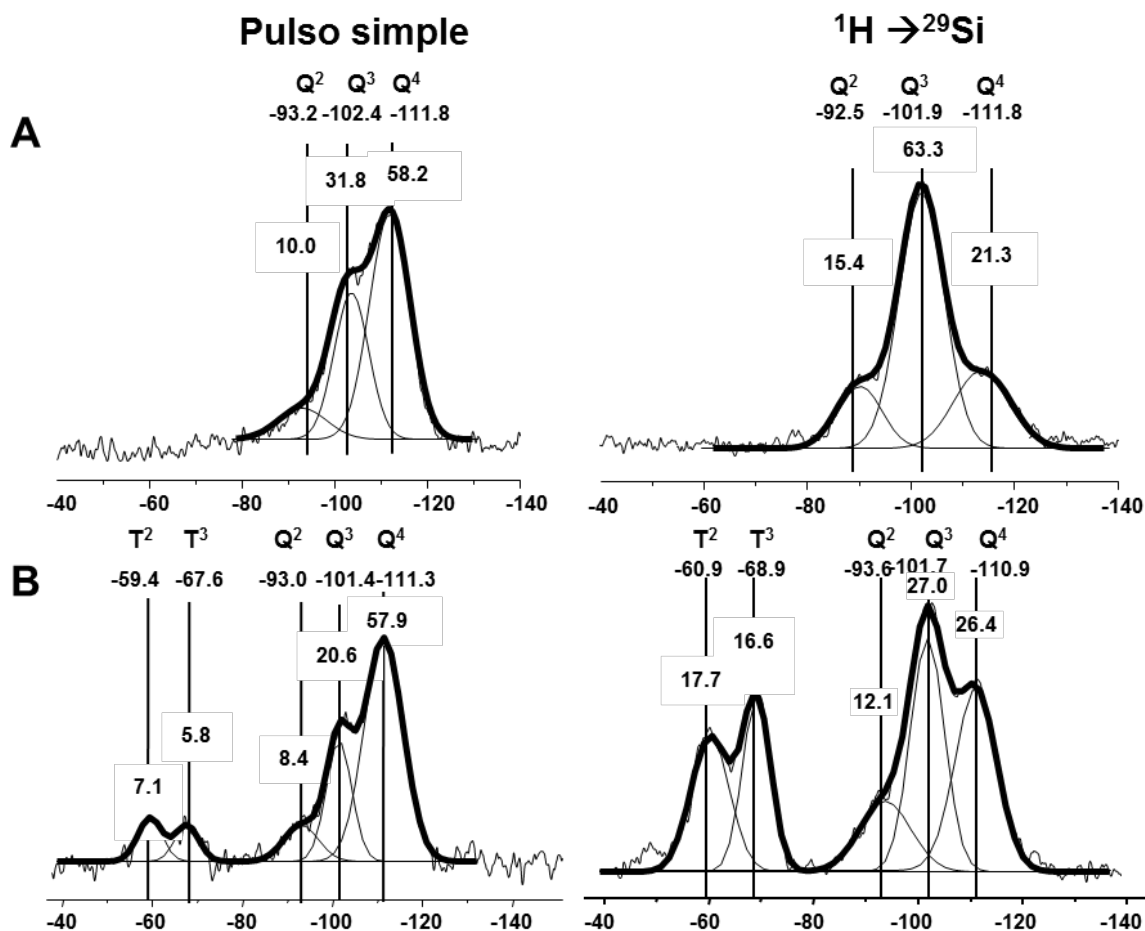 Pulso simple
¹H →²⁹Si
A
Q² Q³ Q⁴
-93.2 -102.4 -111.8
10.0
31.8
58.2
-40 -60 -80 -100 -120 -140
Q² Q³ Q⁴
-92.5 -101.9 -111.8
15.4
63.3
21.3
-40 -60 -80 -100 -120 -140
B
T² T³ Q² Q³ Q⁴
-59.4 -67.6 -93.0 -101.4 -111.3
7.1
5.8
8.4
20.6
57.9
-40 -60 -80 -100 -120 -140
T² T³ Q² Q³ Q⁴
-60.9 -68.9 -93.6 -101.7 -110.9
17.7
16.6
12.1
27.0
26.4
-40 -60 -80 -100 -120 -140